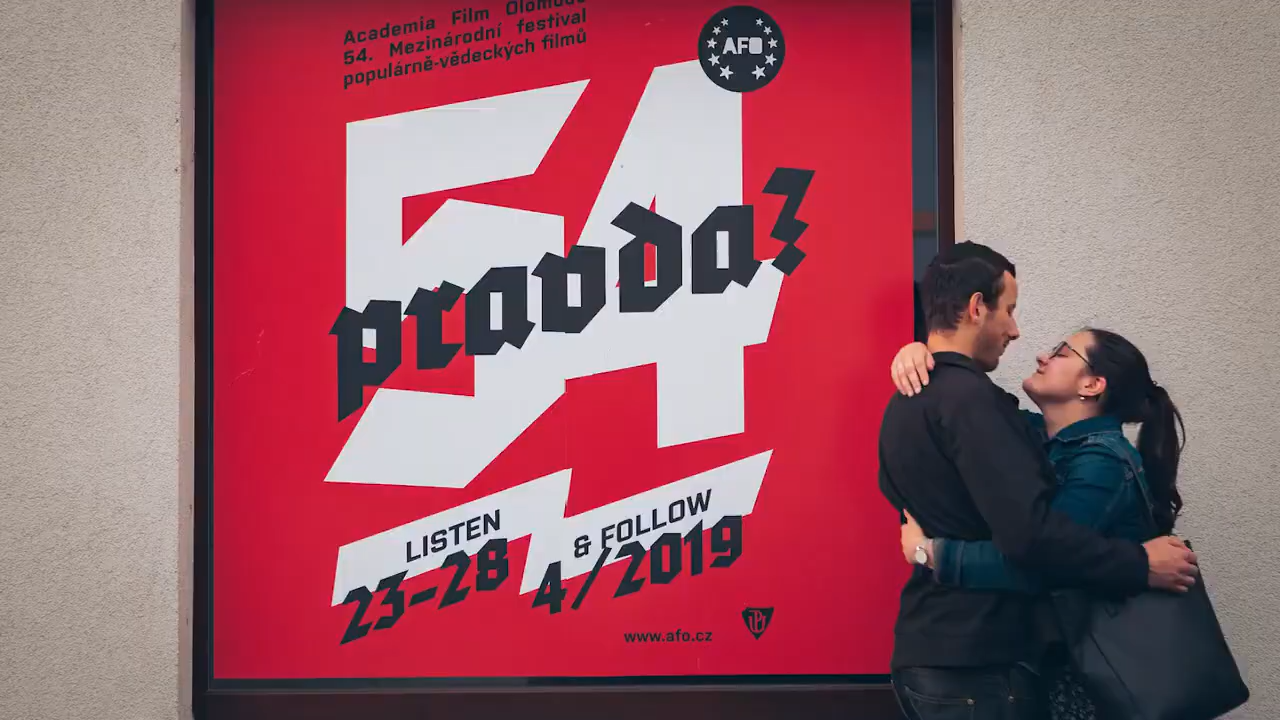 Academia Film Olomouc
54. Mezinárodní festival
populárně-vědeckých filmů
AFO
54
pravda?
LISTEN
& FOLLOW
23-28 4/2019
www.afo.cz